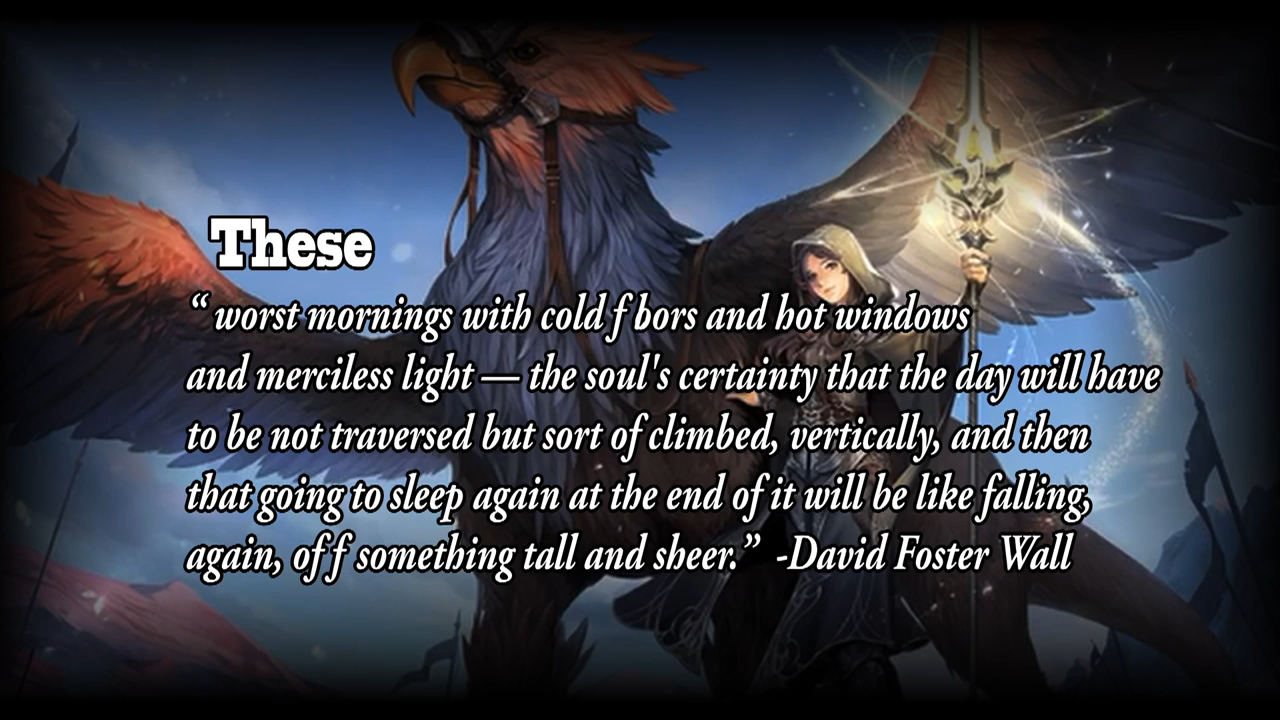 These
“ worst mornings with cold f bors and hot windows
and merciless light — the soul's certainty that the day will have
to be not traversed but sort of climbed, vertically, and then
that going to sleep again at the end of it will be like falling,
again, off something tall and sheer.” -David Foster Wall